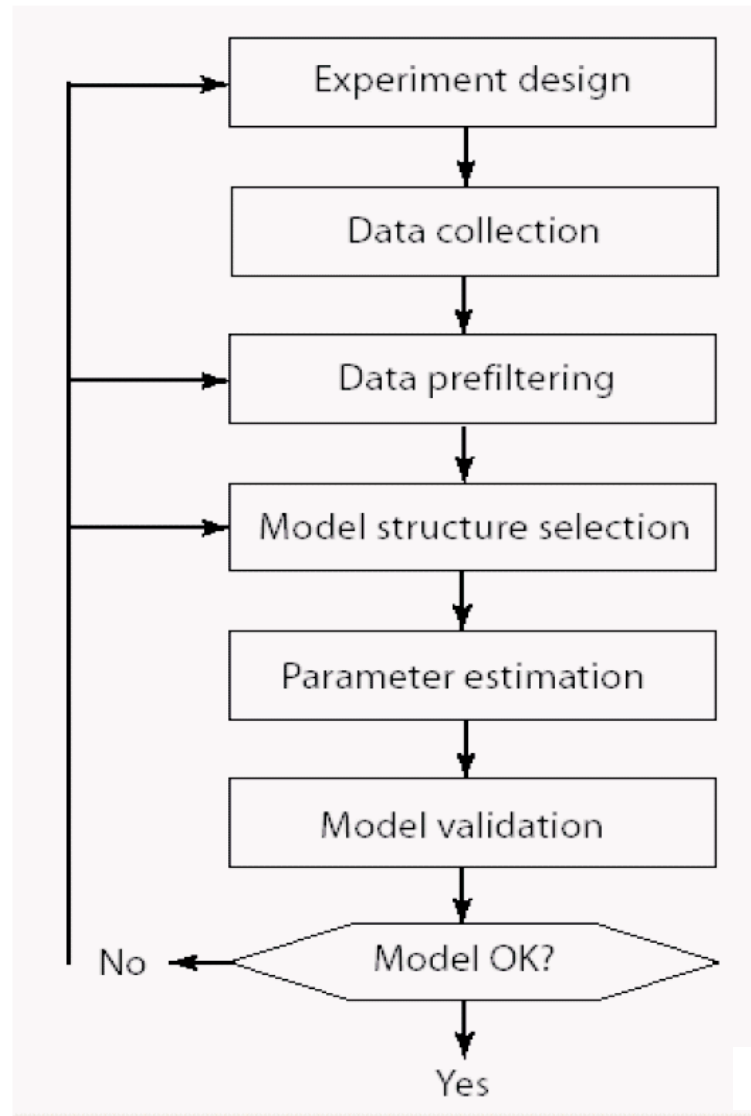 Experiment design
Data collection
Data prefiltering
Model structure selection
Parameter estimation
Model validation
Model OK?
No
Yes